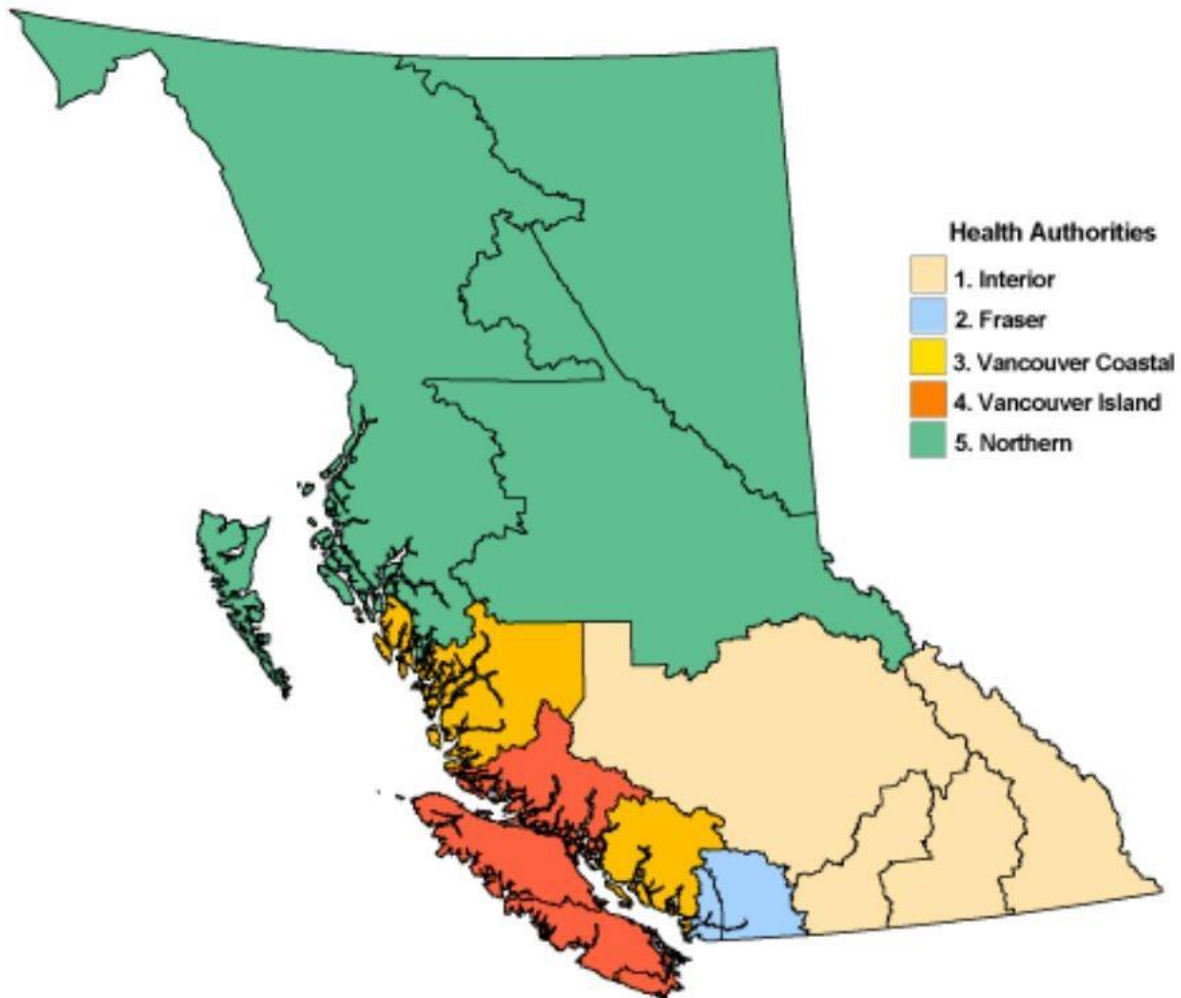 Health Authorities
1. Interior
2. Fraser
3. Vancouver Coastal
4. Vancouver Island
5. Northern